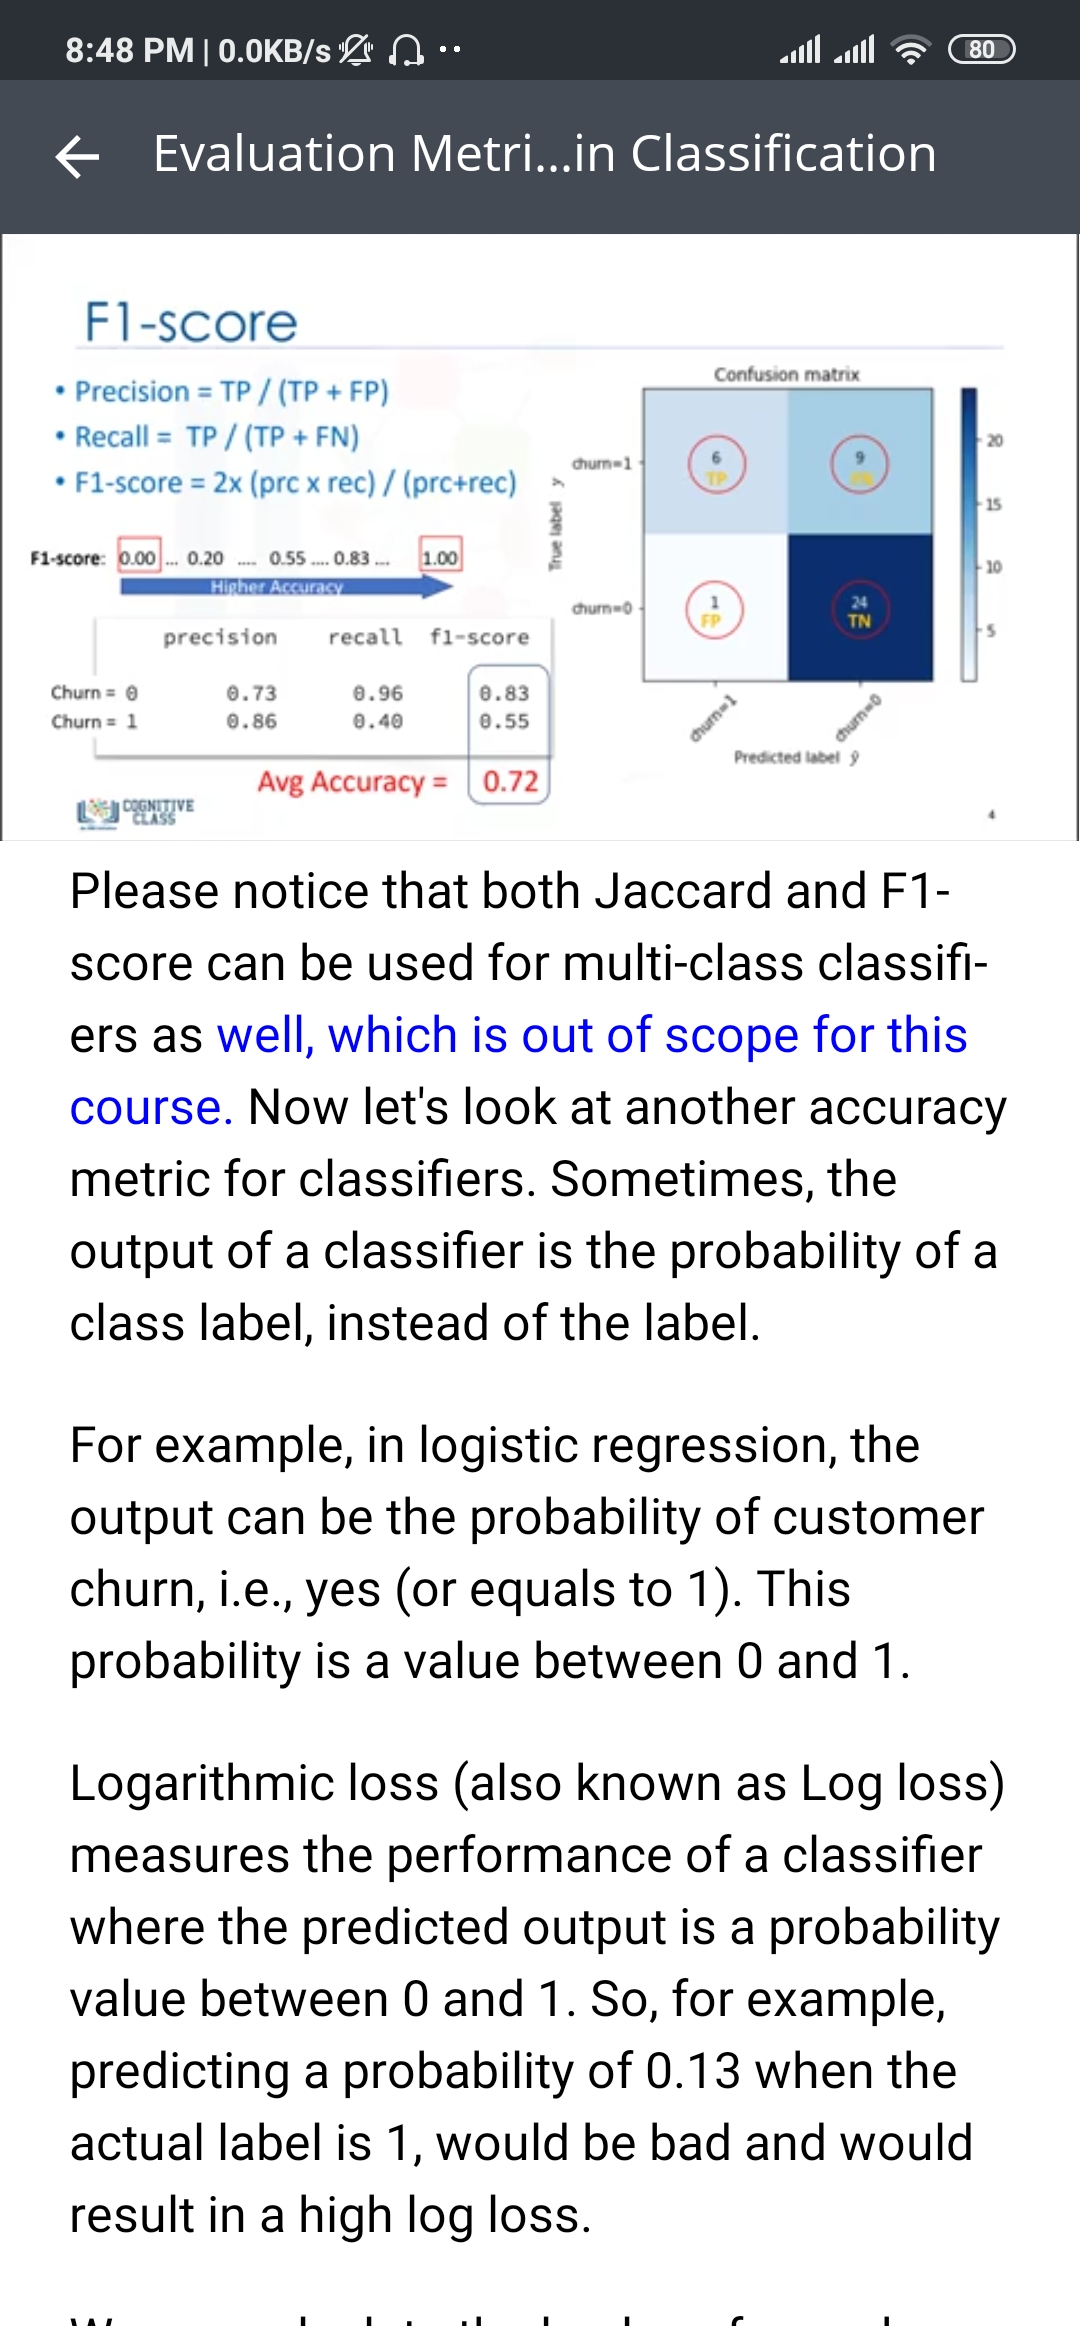 8:48 PM | 0.0KB/s
80
Evaluation Metri...in Classification
F1-score
• Precision = TP / (TP + FP)
• Recall = TP / (TP + FN)
• F1-score = 2x (prc x rec) / (prc+rec)
F1-score: 0.00 ... 0.20 .... 0.55 .... 0.83 ... 1.00
Higher Accuracy
precision recall f1-score
Churn = 0 0.73 0.96 0.83
Churn = 1 0.86 0.40 0.55
Avg Accuracy = 0.72
COGNITIVE
CLASS
Confusion matrix
True label y
churn=1
6
TP
9
churn=0
1
FP
24
TN
churn=1
churn=0
Predicted label ŷ
20
15
10
5
4
Please notice that both Jaccard and F1-
score can be used for multi-class classifi-
ers as well, which is out of scope for this
course. Now let's look at another accuracy
metric for classifiers. Sometimes, the
output of a classifier is the probability of a
class label, instead of the label.
For example, in logistic regression, the
output can be the probability of customer
churn, i.e., yes (or equals to 1). This
probability is a value between 0 and 1.
Logarithmic loss (also known as Log loss)
measures the performance of a classifier
where the predicted output is a probability
value between 0 and 1. So, for example,
predicting a probability of 0.13 when the
actual label is 1, would be bad and would
result in a high log loss.